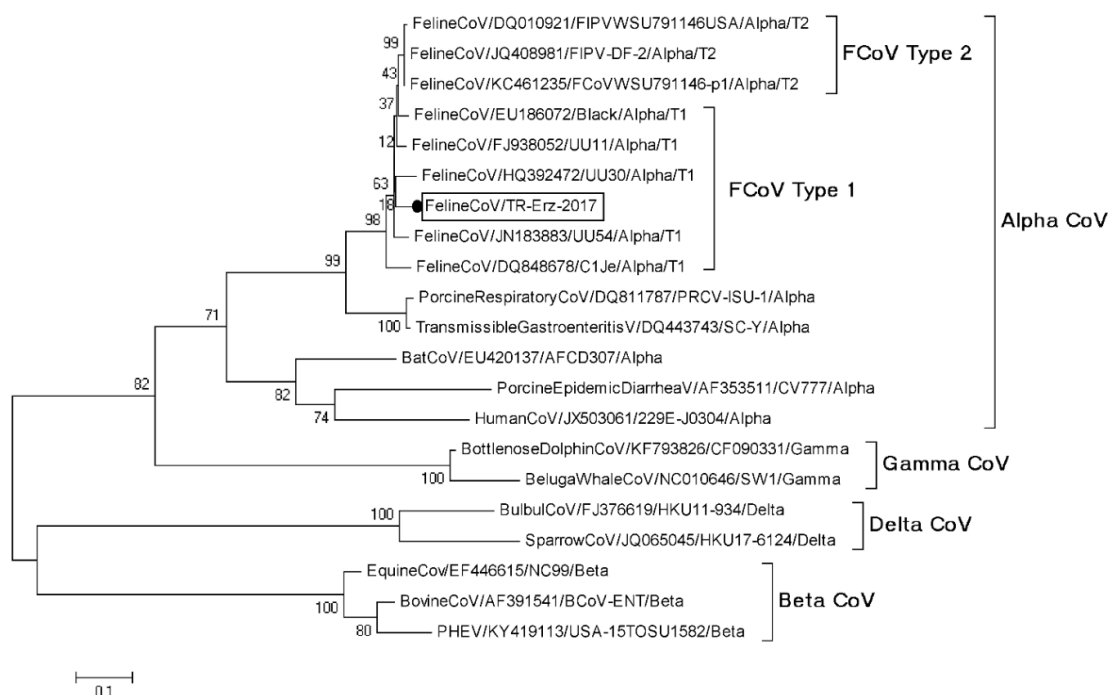 FelineCoV/DQ010921/FIPVWSU791146USA/Alpha/T2
99
FelineCoV/JQ408981/FIPV-DF-2/Alpha/T2
FCoV Type 2
43
FelineCoV/KC461235/FCoVWSU791146-p1/Alpha/T2
37
FelineCoV/EU186072/Black/Alpha/T1
12
FelineCoV/FJ938052/UU11/Alpha/T1
63
FelineCoV/HQ392472/UU30/Alpha/T1
FCoV Type 1
18
FelineCoV/TR-Erz-2017
98
Alpha CoV
FelineCoV/JN183883/UU54/Alpha/T1
99
FelineCoV/DQ848678/C1Je/Alpha/T1
PorcineRespiratoryCoV/DQ811787/PRCV-ISU-1/Alpha
71
100
TransmissibleGastroenteritisV/DQ443743/SC-Y/Alpha
BatCoV/EU420137/AFCD307/Alpha
82
82
PorcineEpidemicDiarrheaV/AF353511/CV777/Alpha
74
HumanCoV/JX503061/229E-J0304/Alpha
BottlenoseDolphinCoV/KF793826/CF090331/Gamma
Gamma CoV
100
BelugaWhaleCoV/NC010646/SW1/Gamma
BulbulCoV/FJ376619/HKU11-934/Delta
100
Delta CoV
SparrowCoV/JQ065045/HKU17-6124/Delta
EquineCov/EF446615/NC99/Beta
100
BovineCoV/AF391541/BCoV-ENT/Beta
Beta CoV
80
PHEV/KY419113/USA-15TOSU1582/Beta
0.1